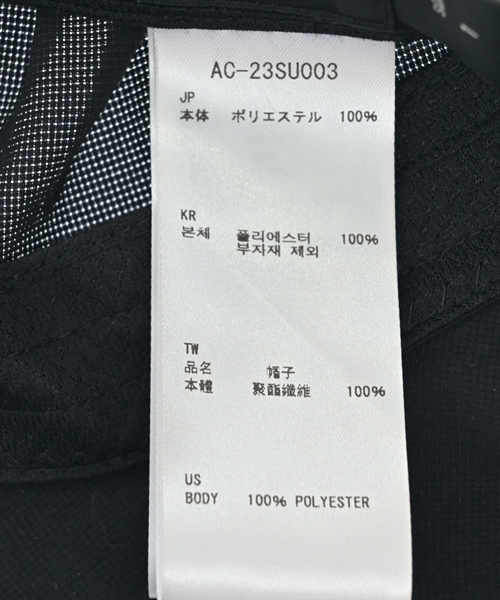 AC-23SU003
JP
本体 ポリエステル 100%
KR
본체 폴리에스터 100%
부자재 제외
TW
品名 帽子
本體 聚酯纖維 100%
US
BODY 100% POLYESTER